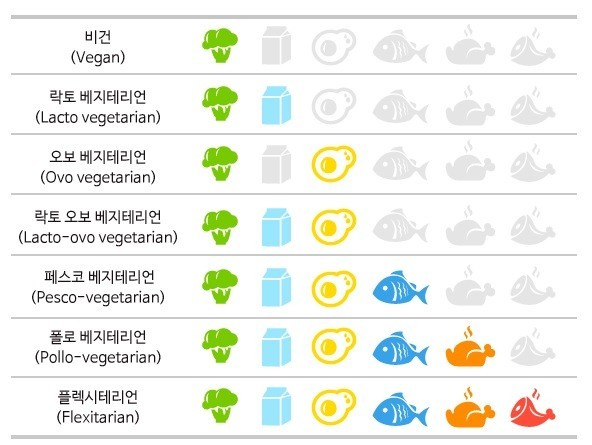 비건
(Vegan)
락토 베지테리언
(Lacto vegetarian)
오보 베지테리언
(Ovo vegetarian)
락토 오보 베지테리언
(Lacto-ovo vegetarian)
페스코 베지테리언
(Pesco-vegetarian)
폴로 베지테리언
(Pollo-vegetarian)
플렉시테리언
(Flexitarian)